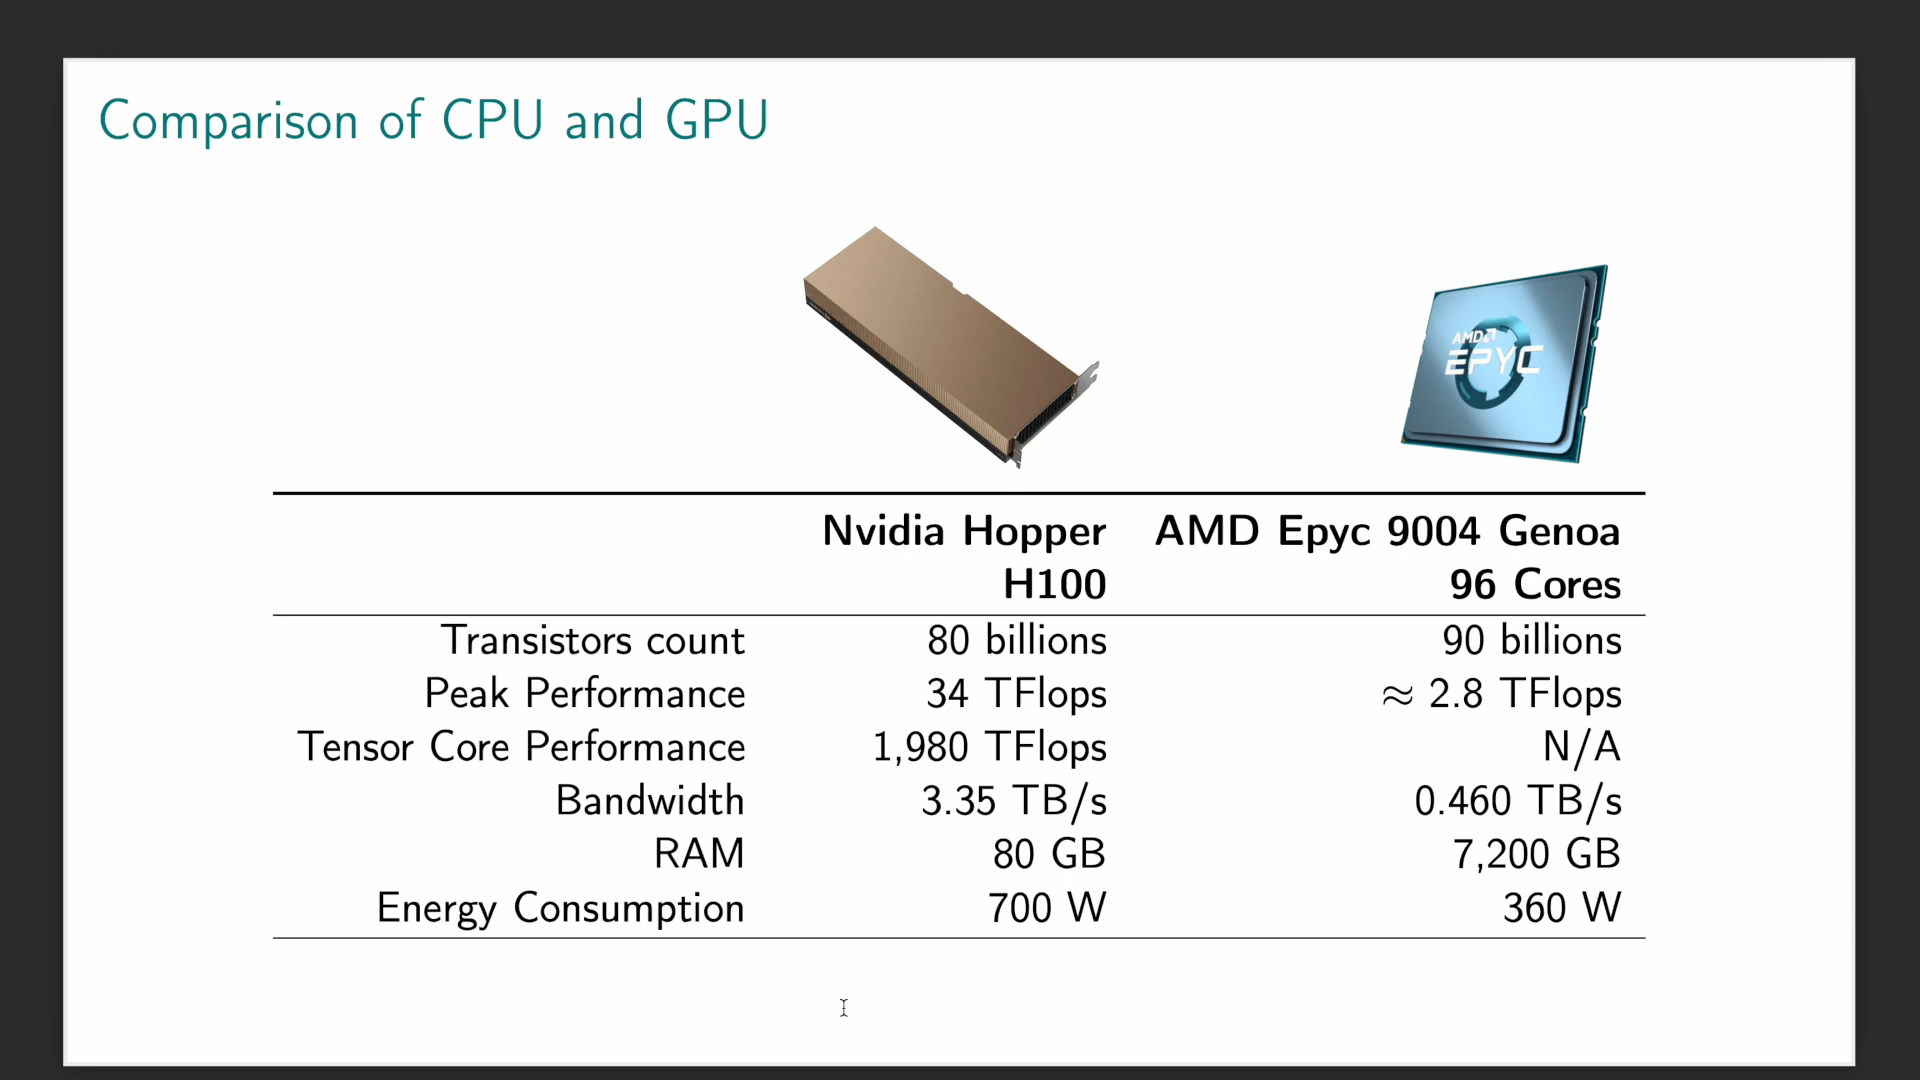 Comparison of CPU and GPU
AMD
EPYC
Nvidia Hopper AMD Epyc 9004 Genoa
H100 96 Cores
Transistors count 80 billions 90 billions
Peak Performance 34 TFlops ≈ 2.8 TFlops
Tensor Core Performance 1,980 TFlops N/A
Bandwidth 3.35 TB/s 0.460 TB/s
RAM 80 GB 7,200 GB
Energy Consumption 700 W 360 W